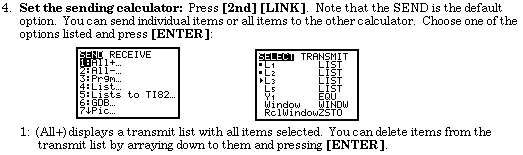 4. Set the sending calculator: Press [2nd] [LINK]. Note that the SEND is the default
option. You can send individual items or all items to the other calculator. Choose one of the
options listed and press [ENTER]:
SEND RECEIVE
1:All+…
2:All-…
3:Prgm…
4:List…
5:Lists to TI82…
6:GDB…
7↓Pic…
SELECT TRANSMIT
▪L₁ LIST
▪L₂ LIST
▸L₃ LIST
L₅ LIST
Y₁ EQU
Window WINDW
RclWindow ZSTO
1: (All+) displays a transmit list with all items selected. You can delete items from the
transmit list by arraying down to them and pressing [ENTER].